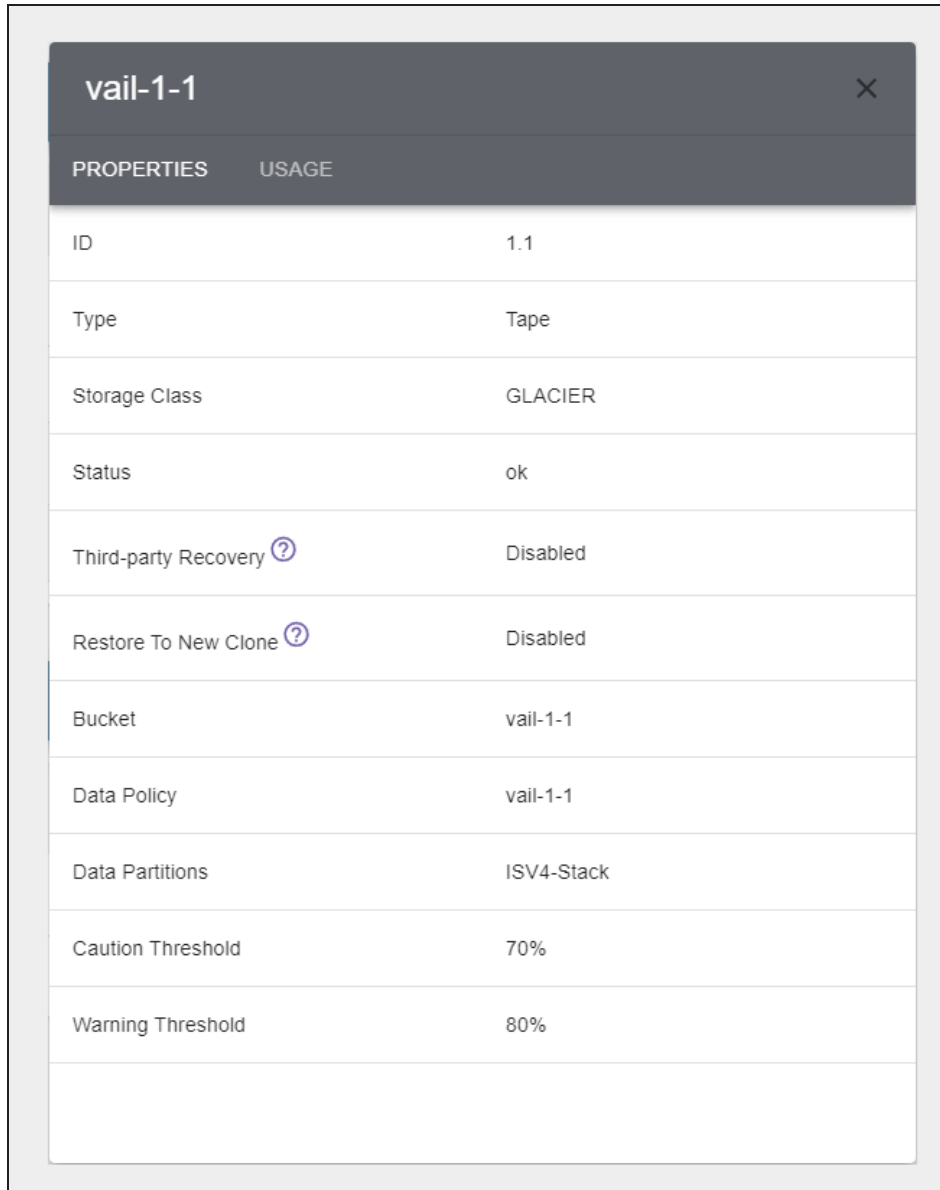 vail-1-1
PROPERTIES USAGE
ID 1.1
Type Tape
Storage Class GLACIER
Status ok
Third-party Recovery ? Disabled
Restore To New Clone ? Disabled
Bucket vail-1-1
Data Policy vail-1-1
Data Partitions ISV4-Stack
Caution Threshold 70%
Warning Threshold 80%